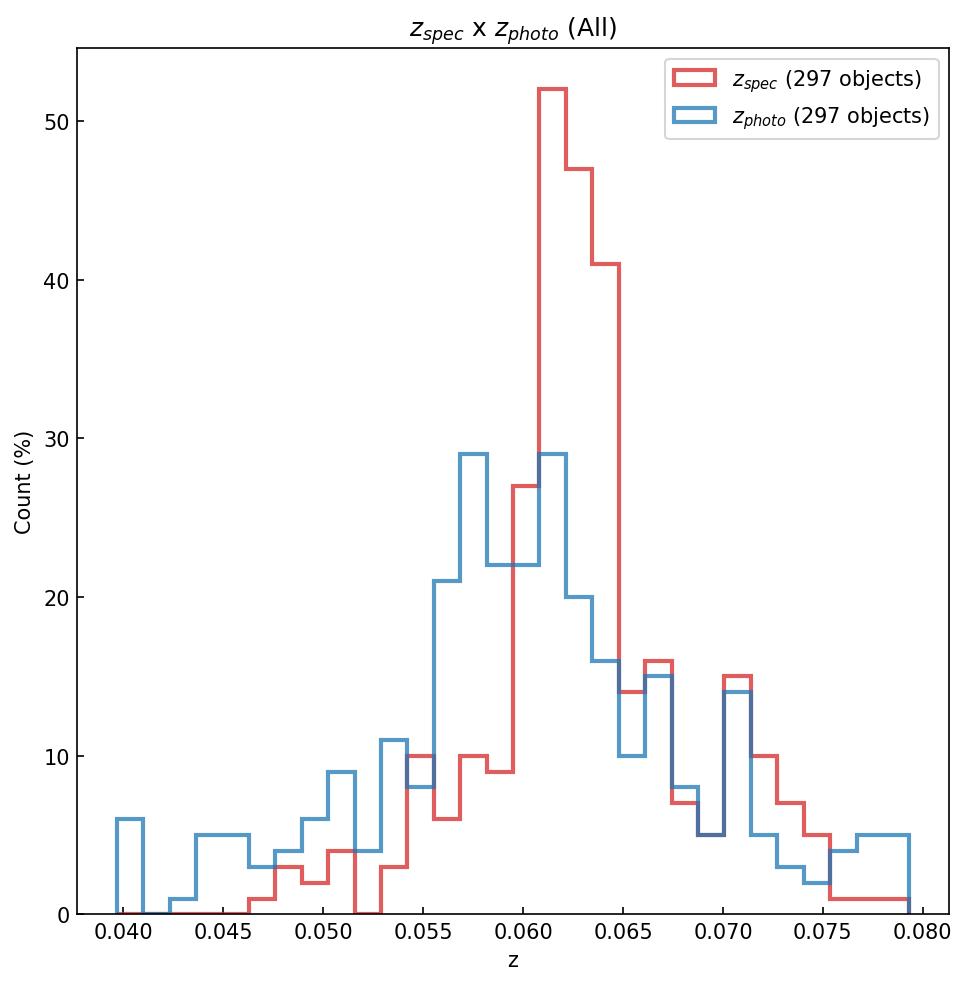 z_spec x z_photo (All)
z_spec (297 objects)
z_photo (297 objects)
50
40
30
20
10
0
Count (%)
0.040 0.045 0.050 0.055 0.060 0.065 0.070 0.075 0.080
z